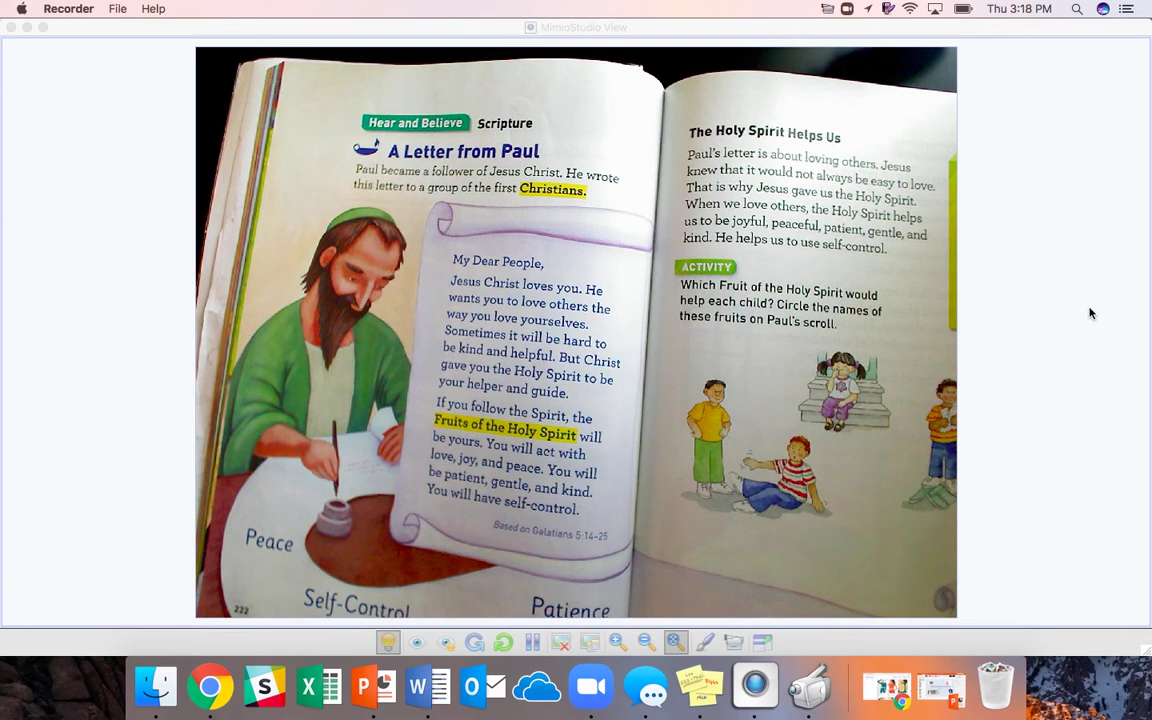 Recorder File Help
Thu 3:18 PM
MimioStudio View
Hear and Believe Scripture
A Letter from Paul
Paul became a follower of Jesus Christ. He wrote
this letter to a group of the first Christians.
My Dear People,
Jesus Christ loves you. He
wants you to love others the
way you love yourselves.
Sometimes it will be hard to
be kind and helpful. But Christ
gave you the Holy Spirit to be
your helper and guide.
If you follow the Spirit, the
Fruits of the Holy Spirit will
be yours. You will act with
love, joy, and peace. You will
be patient, gentle, and kind.
You will have self-control.
Based on Galatians 5:14–25
Peace
Self-Control
Patience
222
The Holy Spirit Helps Us
Paul's letter is about loving others. Jesus
knew that it would not always be easy to love.
That is why Jesus gave us the Holy Spirit.
When we love others, the Holy Spirit helps
us to be joyful, peaceful, patient, gentle, and
kind. He helps us to use self-control.
ACTIVITY
Which Fruit of the Holy Spirit would
help each child? Circle the names of
these fruits on Paul's scroll.